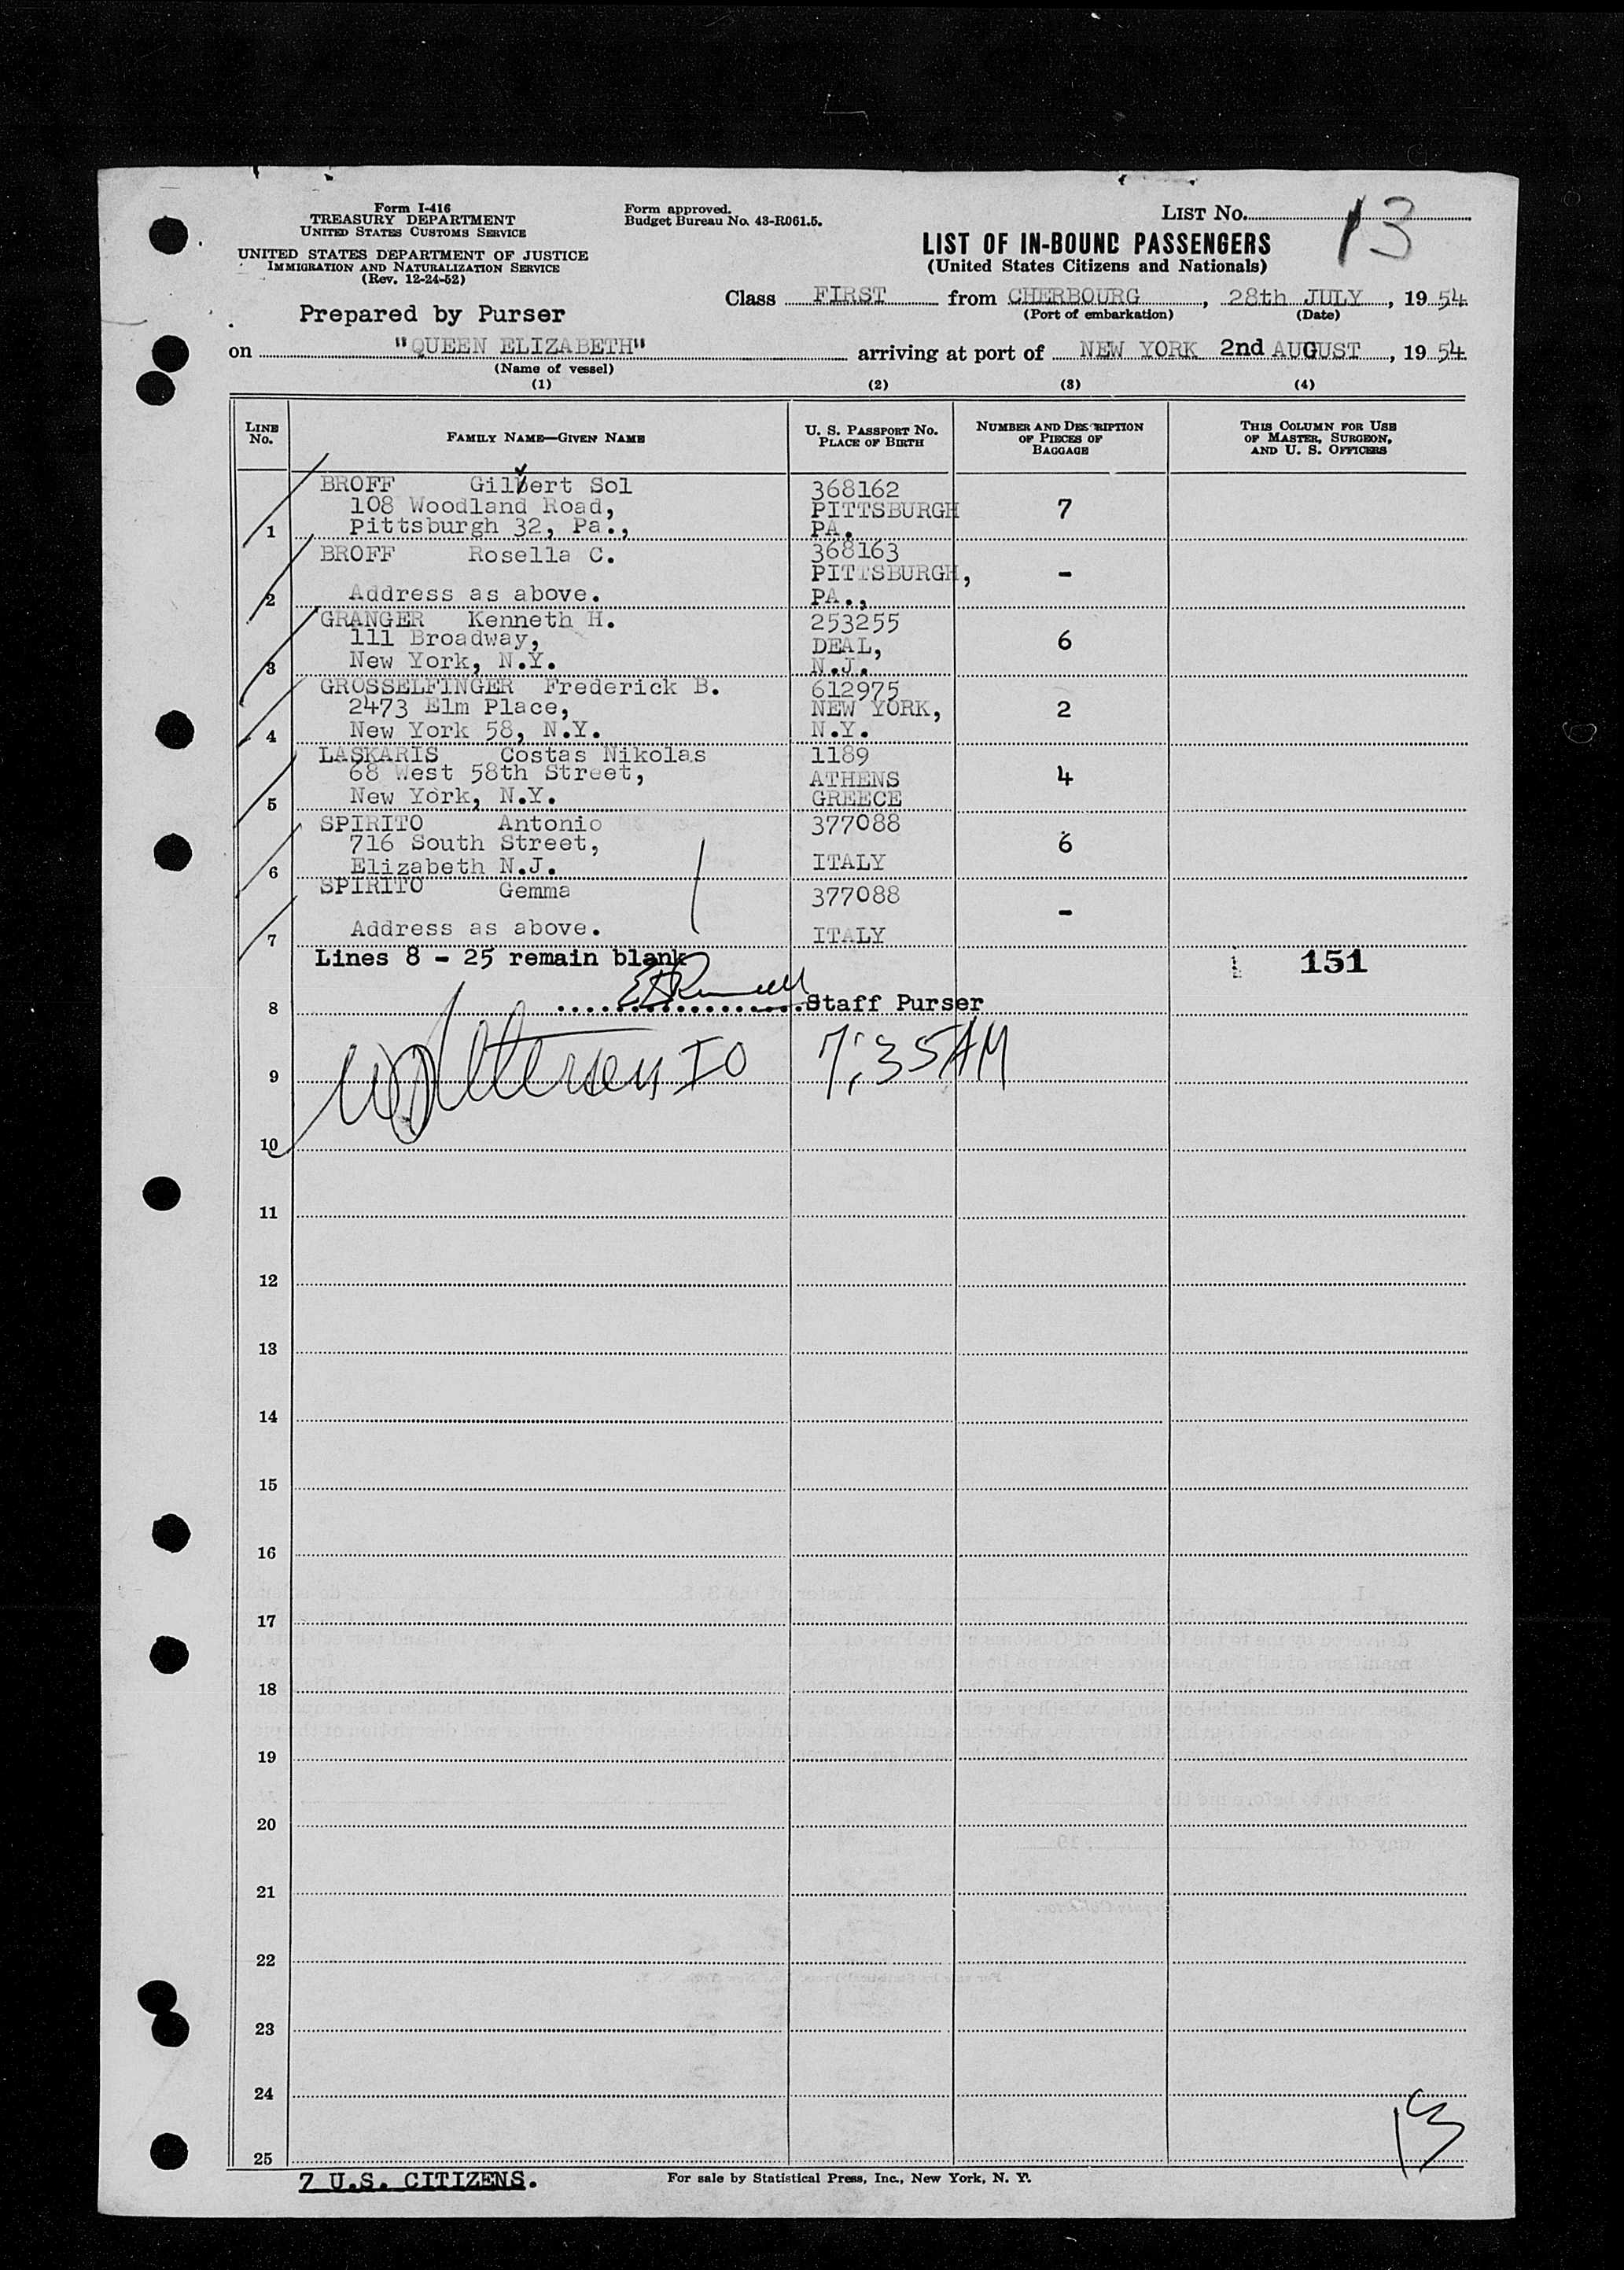 Form I-416
TREASURY DEPARTMENT
UNITED STATES CUSTOMS SERVICE
UNITED STATES DEPARTMENT OF JUSTICE
IMMIGRATION AND NATURALIZATION SERVICE
(Rev. 12-24-52)
Form approved.
Budget Bureau No. 43-R061.5.
LIST No. 13
LIST OF IN-BOUND PASSENGERS
(United States Citizens and Nationals)
Prepared by Purser
Class FIRST from CHERBOURG, 28th JULY, 19 54
(Port of embarkation) (Date)
on "QUEEN ELIZABETH" arriving at port of NEW YORK 2nd AUGUST, 19 54
(Name of vessel)
(1) (2) (3) (4)
LINE No. FAMILY NAME—GIVEN NAME U. S. PASSPORT No. PLACE OF BIRTH NUMBER AND DESCRIPTION OF PIECES OF BAGGAGE THIS COLUMN FOR USE OF MASTER, SURGEON, AND U. S. OFFICERS
BROFF Gilbert Sol 368162
108 Woodland Road, PITTSBURGH 7
1 Pittsburgh 32, Pa., PA.
BROFF Rosella C. 368163
PITTSBURGH, -
2 Address as above. PA.,
GRANGER Kenneth H. 253255
111 Broadway, DEAL, 6
3 New York, N.Y. N.J.
GROSSELFINGER Frederick B. 612975
2473 Elm Place, NEW YORK, 2
4 New York 58, N.Y. N.Y.
LASKARIS Costas Nikolas 1189
68 West 58th Street, ATHENS 4
5 New York, N.Y. GREECE
SPIRITO Antonio 377088
716 South Street, 6
6 Elizabeth N.J. ITALY
SPIRITO Gemma 377088
-
7 Address as above. ITALY
Lines 8 - 25 remain blank 151
8 Staff Purser
9 IO 7:35 AM
10
11
12
13
14
15
16
17
18
19
20
21
22
23
24
25
13
7 U.S. CITIZENS.
For sale by Statistical Press, Inc., New York, N. Y.